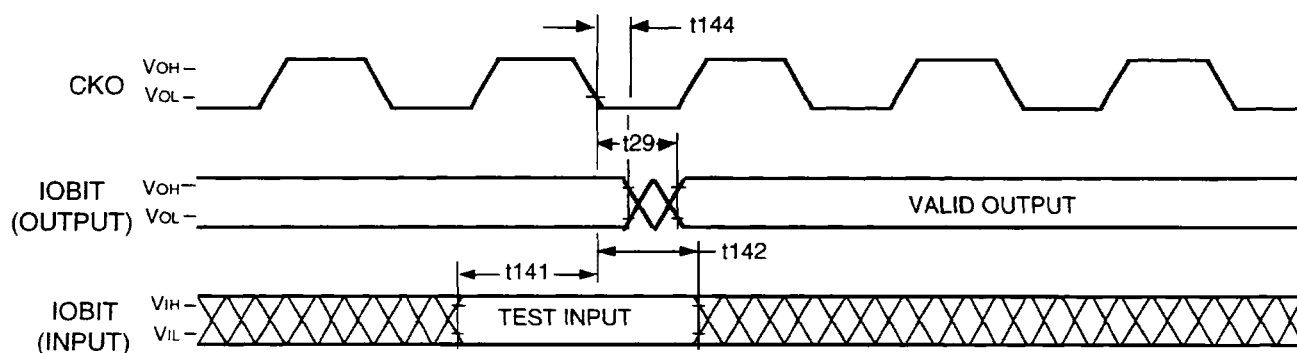 t144
CKO
VOH
VOL
t29
IOBIT
(OUTPUT)
VOH
VOL
VALID OUTPUT
t142
t141
IOBIT
(INPUT)
VIH
VIL
TEST INPUT